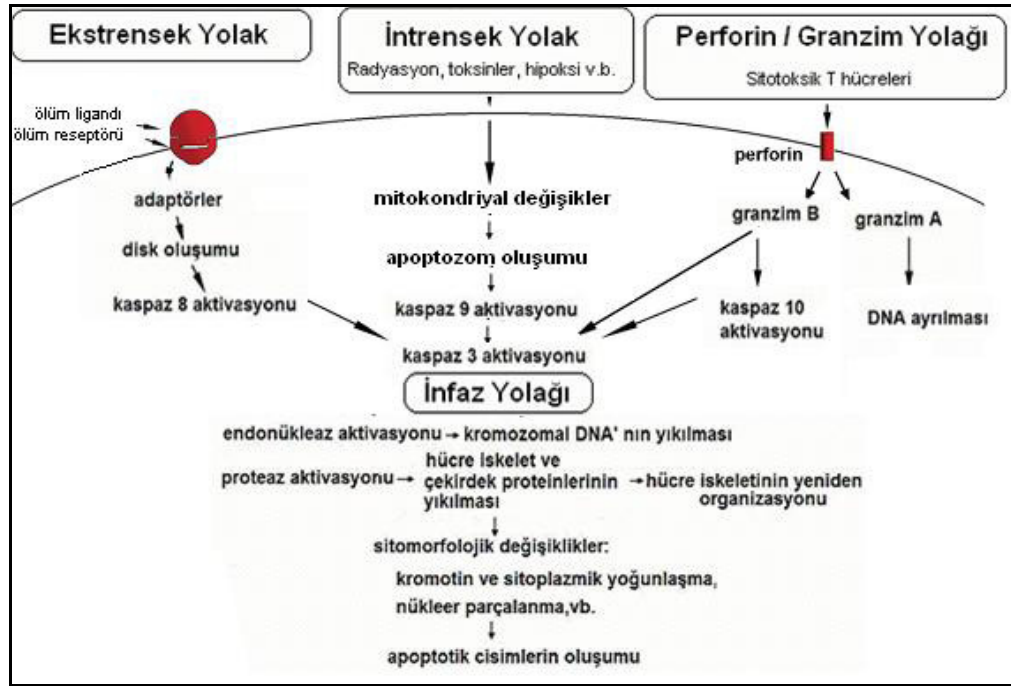 Ekstrensek Yolak
İntrensek Yolak
Radyasyon, toksinler, hipoksi v.b.
Perforin / Granzim Yolağı
Sitotoksik T hücreleri
ölüm ligandı
ölüm reseptörü
adaptörler
disk oluşumu
kaspaz 8 aktivasyonu
mitokondriyal değişikler
apoptozom oluşumu
kaspaz 9 aktivasyonu
kaspaz 3 aktivasyonu
perforin
granzim B
granzim A
kaspaz 10
aktivasyonu
DNA ayrılması
İnfaz Yolağı
endonükleaz aktivasyonu → kromozomal DNA' nın yıkılması
proteaz aktivasyonu →
hücre iskelet ve
çekirdek proteinlerinin
yıkılması
→ hücre iskeletinin yeniden
organizasyonu
sitomorfolojik değişiklikler:
kromotin ve sitoplazmik yoğunlaşma,
nükleer parçalanma,vb.
apoptotik cisimlerin oluşumu